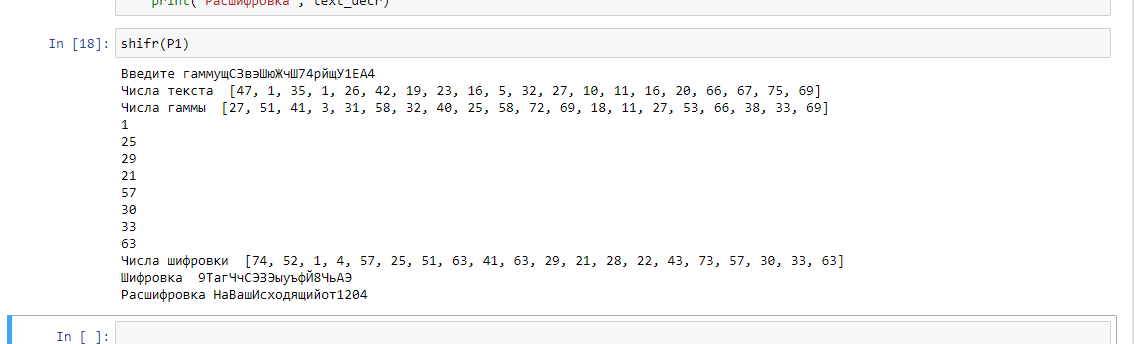 print("Расшифровка", text_decr)
In [18]: shifr(P1)
Введите гаммущСЗвэШюЖчШ74рйщУ1ЕА4
Числа текста  [47, 1, 35, 1, 26, 42, 19, 23, 16, 5, 32, 27, 10, 11, 16, 20, 66, 67, 75, 69]
Числа гаммы  [27, 51, 41, 3, 31, 58, 32, 40, 25, 58, 72, 69, 18, 11, 27, 53, 66, 38, 33, 69]
1
25
29
21
57
30
33
63
Числа шифровки  [74, 52, 1, 4, 57, 25, 51, 63, 41, 63, 29, 21, 28, 22, 43, 73, 57, 30, 33, 63]
Шифровка  9ТагЧчСЭЗЭыуъфЙ8ЧьАЭ
Расшифровка НаВашИсходящийот1204
In [ ]: